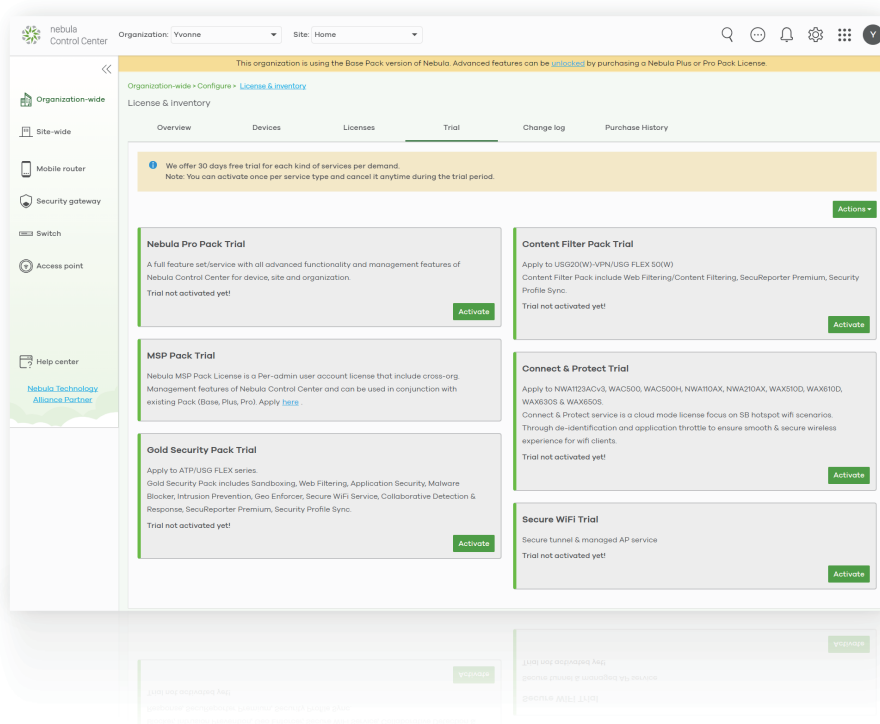 nebula
Control Center
Organization: Yvonne
Site: Home
Y
This organization is using the Base Pack version of Nebula. Advanced features can be unlocked by purchasing a Nebula Plus or Pro Pack License.
Organization-wide
Site-wide
Mobile router
Security gateway
Switch
Access point
Help center
Nebula Technology
Alliance Partner
Organization-wide ▸ Configure ▸ License & inventory
License & inventory
Overview Devices Licenses Trial Change log Purchase History
We offer 30 days free trial for each kind of services per demand.
Note: You can activate once per service type and cancel it anytime during the trial period.
Actions
Nebula Pro Pack Trial
A full feature set/service with all advanced functionality and management features of
Nebula Control Center for device, site and organization.
Trial not activated yet!
Activate
MSP Pack Trial
Nebula MSP Pack License is a Per-admin user account license that include cross-org.
Management features of Nebula Control Center and can be used in conjunction with
existing Pack (Base, Plus, Pro). Apply here .
Gold Security Pack Trial
Apply to ATP/USG FLEX series.
Gold Security Pack includes Sandboxing, Web Filtering, Application Security, Malware
Blocker, Intrusion Prevention, Geo Enforcer, Secure WiFi Service, Collaborative Detection &
Response, SecuReporter Premium, Security Profile Sync.
Trial not activated yet!
Activate
Content Filter Pack Trial
Apply to USG20(W)-VPN/USG FLEX 50(W)
Content Filter Pack include Web Filtering/Content Filtering, SecuReporter Premium, Security
Profile Sync.
Trial not activated yet!
Activate
Connect & Protect Trial
Apply to NWA1123ACv3, WAC500, WAC500H, NWA110AX, NWA210AX, WAX510D, WAX610D,
WAX630S & WAX650S.
Connect & Protect service is a cloud mode license focus on SB hotspot wifi scenarios.
Through de-identification and application throttle to ensure smooth & secure wireless
experience for wifi clients.
Trial not activated yet!
Activate
Secure WiFi Trial
Secure tunnel & managed AP service
Trial not activated yet!
Activate